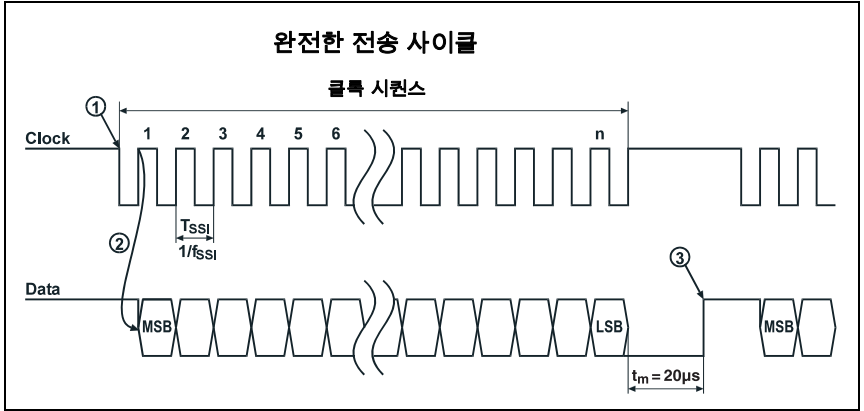 완전한 전송 사이클
클록 시퀀스
①
1 2 3 4 5 6 n
Clock
TSSI
1/fSSI
②
③
Data
MSB LSB MSB
tm = 20µs